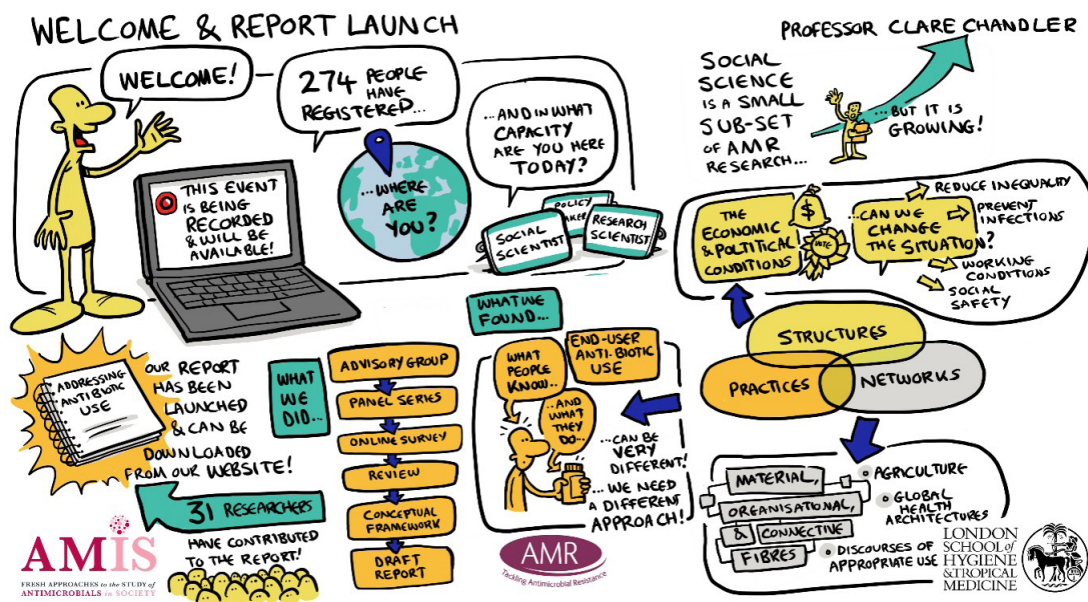 WELCOME & REPORT LAUNCH
WELCOME!
274 PEOPLE
HAVE
REGISTERED...
...WHERE
ARE
YOU?
...AND IN WHAT
CAPACITY
ARE YOU HERE
TODAY?
SOCIAL
SCIENTIST
POLICY
RESEARCH
SCIENTIST
THIS EVENT
IS BEING
RECORDED
& WILL BE
AVAILABLE!
PROFESSOR CLARE CHANDLER
SOCIAL
SCIENCE
IS A SMALL
SUB-SET
OF AMR
RESEARCH...
...BUT IT IS
GROWING!
THE
ECONOMIC
& POLITICAL
CONDITIONS
$
VOTE
...CAN WE
CHANGE
THE SITUATION?
REDUCE INEQUALITY
PREVENT
INFECTIONS
WORKING
CONDITIONS
SOCIAL
SAFETY
STRUCTURES
PRACTICES
NETWORKS
ADDRESSING
ANTIBIOTIC
USE
OUR REPORT
HAS BEEN
LAUNCHED
& CAN BE
DOWNLOADED
FROM OUR WEBSITE!
31 RESEARCHERS
HAVE CONTRIBUTED
TO THE REPORT!
WHAT
WE
DID...
ADVISORY GROUP
PANEL SERIES
ONLINE SURVEY
REVIEW
CONCEPTUAL
FRAMEWORK
DRAFT
REPORT
WHAT WE
FOUND...
WHAT
PEOPLE
KNOW...
END-USER
ANTI-BIOTIC
USE
...AND
WHAT
THEY
DO...
...CAN BE
VERY
DIFFERENT!
...WE NEED
A DIFFERENT
APPROACH!
MATERIAL,
ORGANISATIONAL,
& CONNECTIVE
FIBRES
AGRICULTURE
GLOBAL
HEALTH
ARCHITECTURES
DISCOURSES OF
APPROPRIATE USE
AMIS
FRESH APPROACHES to the STUDY of
ANTIMICROBIALS in SOCIETY
AMR
Tackling Antimicrobial Resistance
LONDON
SCHOOL of
HYGIENE
& TROPICAL
MEDICINE